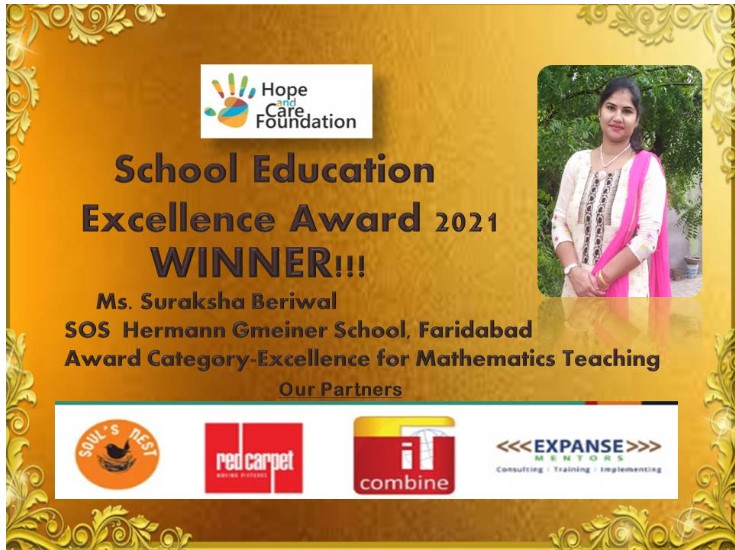 Hope
and
Care
Foundation
School Education
Excellence Award 2021
WINNER!!!
Ms. Suraksha Beriwal
SOS Hermann Gmeiner School, Faridabad
Award Category-Excellence for Mathematics Teaching
Our Partners
SOUL'S NEST
red carpet
MOVING PICTURES
iT
combine
<<<EXPANSE>>>
MENTORS
Consulting | Training | Implementing